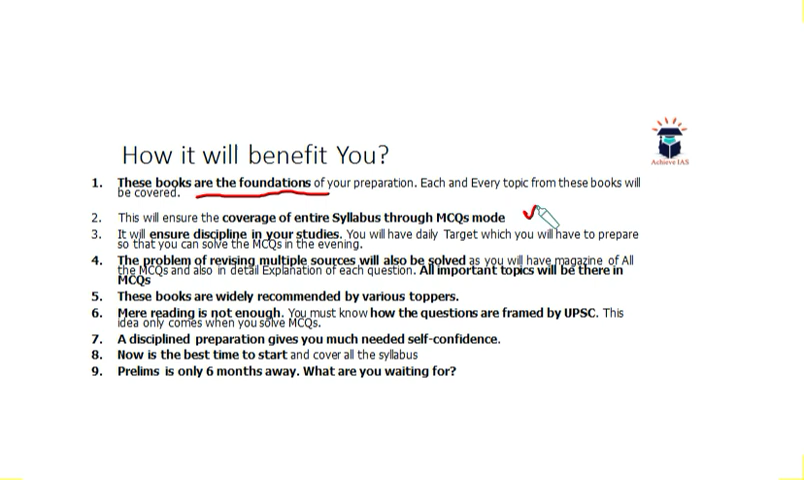 How it will benefit You?
Achieve IAS
1. These books are the foundations of your preparation. Each and Every topic from these books will
be covered.
2. This will ensure the coverage of entire Syllabus through MCQs mode
3. It will ensure discipline in your studies. You will have daily Target which you will have to prepare
so that you can solve the MCQs in the evening.
4. The problem of revising multiple sources will also be solved as you will have magazine of All
the MCQs and also in detail Explanation of each question. All important topics will be there in
MCQs
5. These books are widely recommended by various toppers.
6. Mere reading is not enough. You must know how the questions are framed by UPSC. This
idea only comes when you solve MCQs.
7. A disciplined preparation gives you much needed self-confidence.
8. Now is the best time to start and cover all the syllabus
9. Prelims is only 6 months away. What are you waiting for?